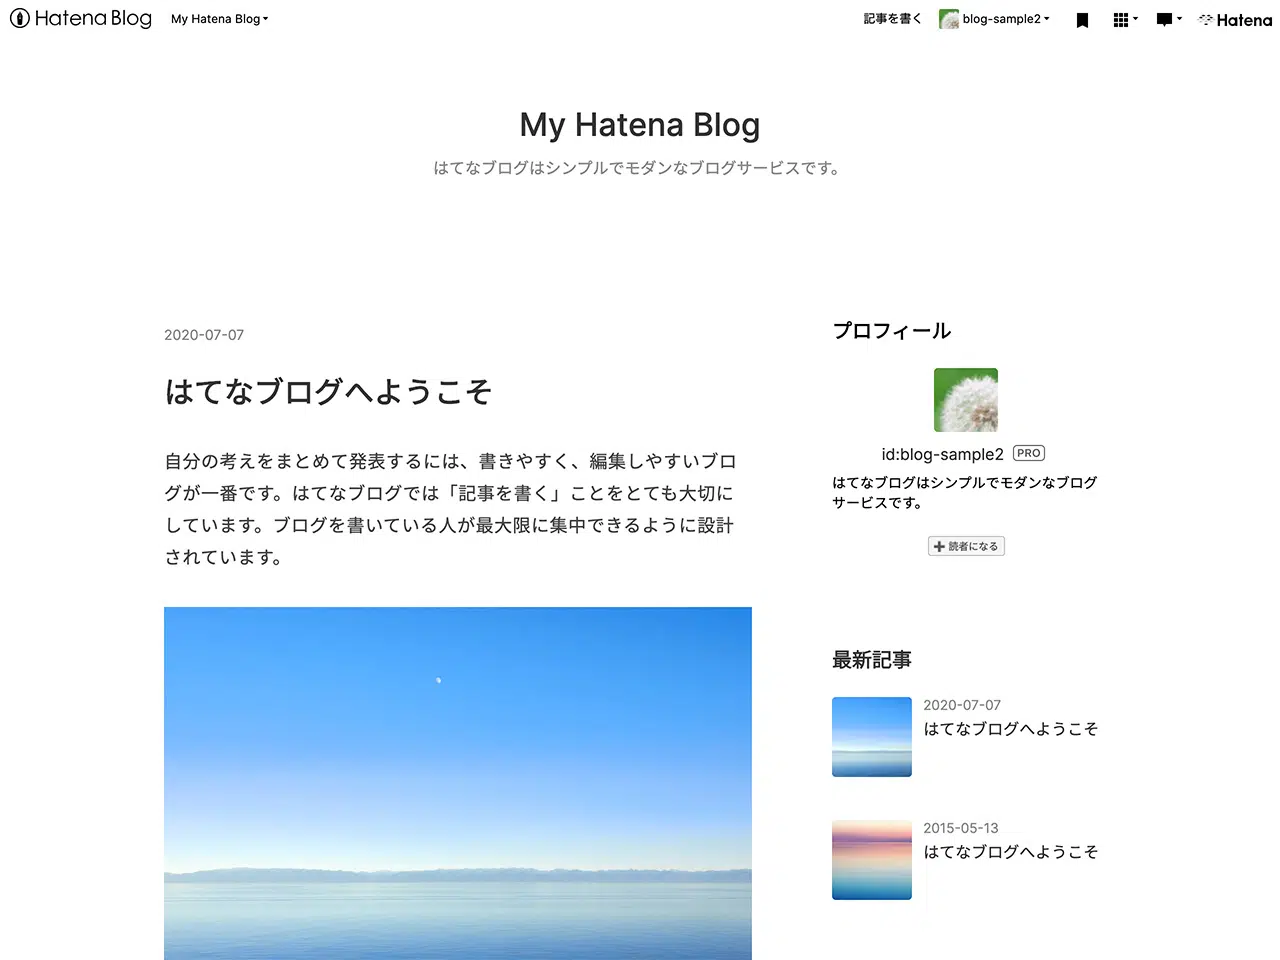 Hatena Blog
My Hatena Blog
記事を書く
blog-sample2
Hatena
My Hatena Blog
はてなブログはシンプルでモダンなブログサービスです。
2020-07-07
はてなブログへようこそ
自分の考えをまとめて発表するには、書きやすく、編集しやすいブロ
グが一番です。はてなブログでは「記事を書く」ことをとても大切に
しています。ブログを書いている人が最大限に集中できるように設計
されています。
プロフィール
id:blog-sample2 PRO
はてなブログはシンプルでモダンなブログ
サービスです。
読者になる
最新記事
2020-07-07
はてなブログへようこそ
2015-05-13
はてなブログへようこそ